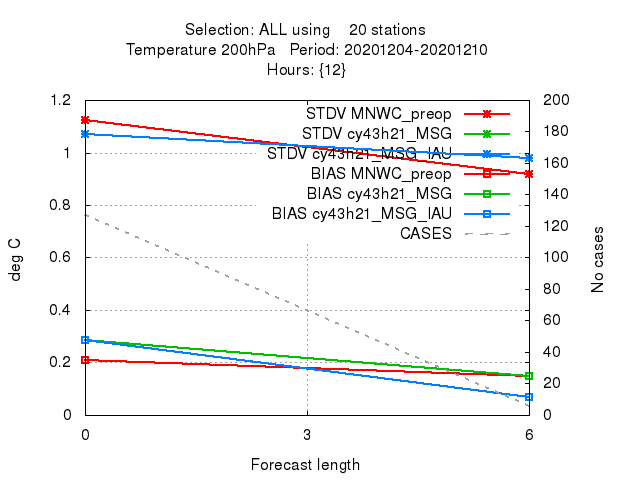 Selection: ALL using    20 stations
Temperature 200hPa   Period: 20201204-20201210
Hours: {12}
1.2
1
0.8
0.6
0.4
0.2
0
deg C
STDV MNWC_preop
STDV cy43h21_MSG
STDV cy43h21_MSG_IAU
BIAS MNWC_preop
BIAS cy43h21_MSG
BIAS cy43h21_MSG_IAU
CASES
200
180
160
140
120
100
80
60
40
20
0
No cases
0 3 6
Forecast length